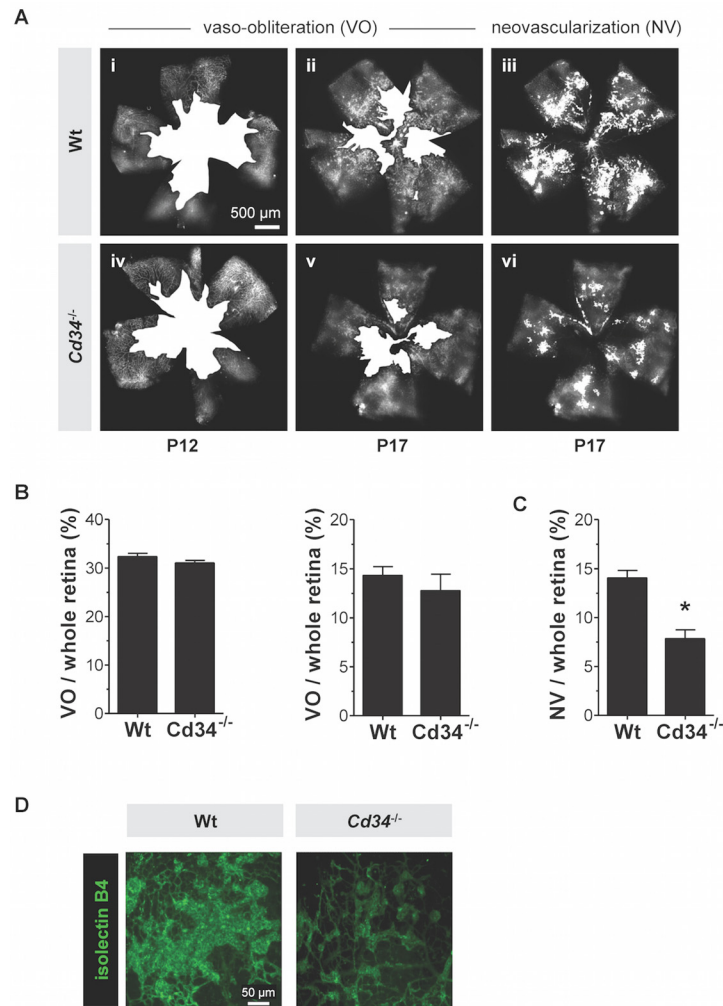 A
vaso-obliteration (VO) neovascularization (NV)
Wt
i ii iii
500 µm
Cd34-/-
iv v vi
P12 P17 P17
B
VO / whole retina (%)
40
30
20
10
0
Wt Cd34-/-
VO / whole retina (%)
20
15
10
5
0
Wt Cd34-/-
C
NV / whole retina (%)
20
15
10
5
0
*
Wt Cd34-/-
D
Wt Cd34-/-
isolectin B4
50 µm